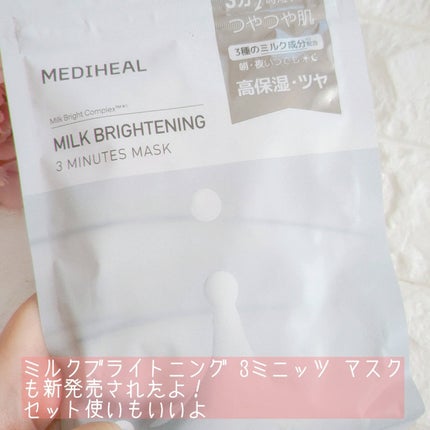 つやつや肌
3種のミルク成分配合
朝・夜いつでも
高保湿・ツヤ
MEDIHEAL
Milk Bright Complex
MILK BRIGHTENING
3 MINUTES MASK
ミルクブライトニング 3ミニッツ マスク
も新発売されたよ!
セット使いもいいよ